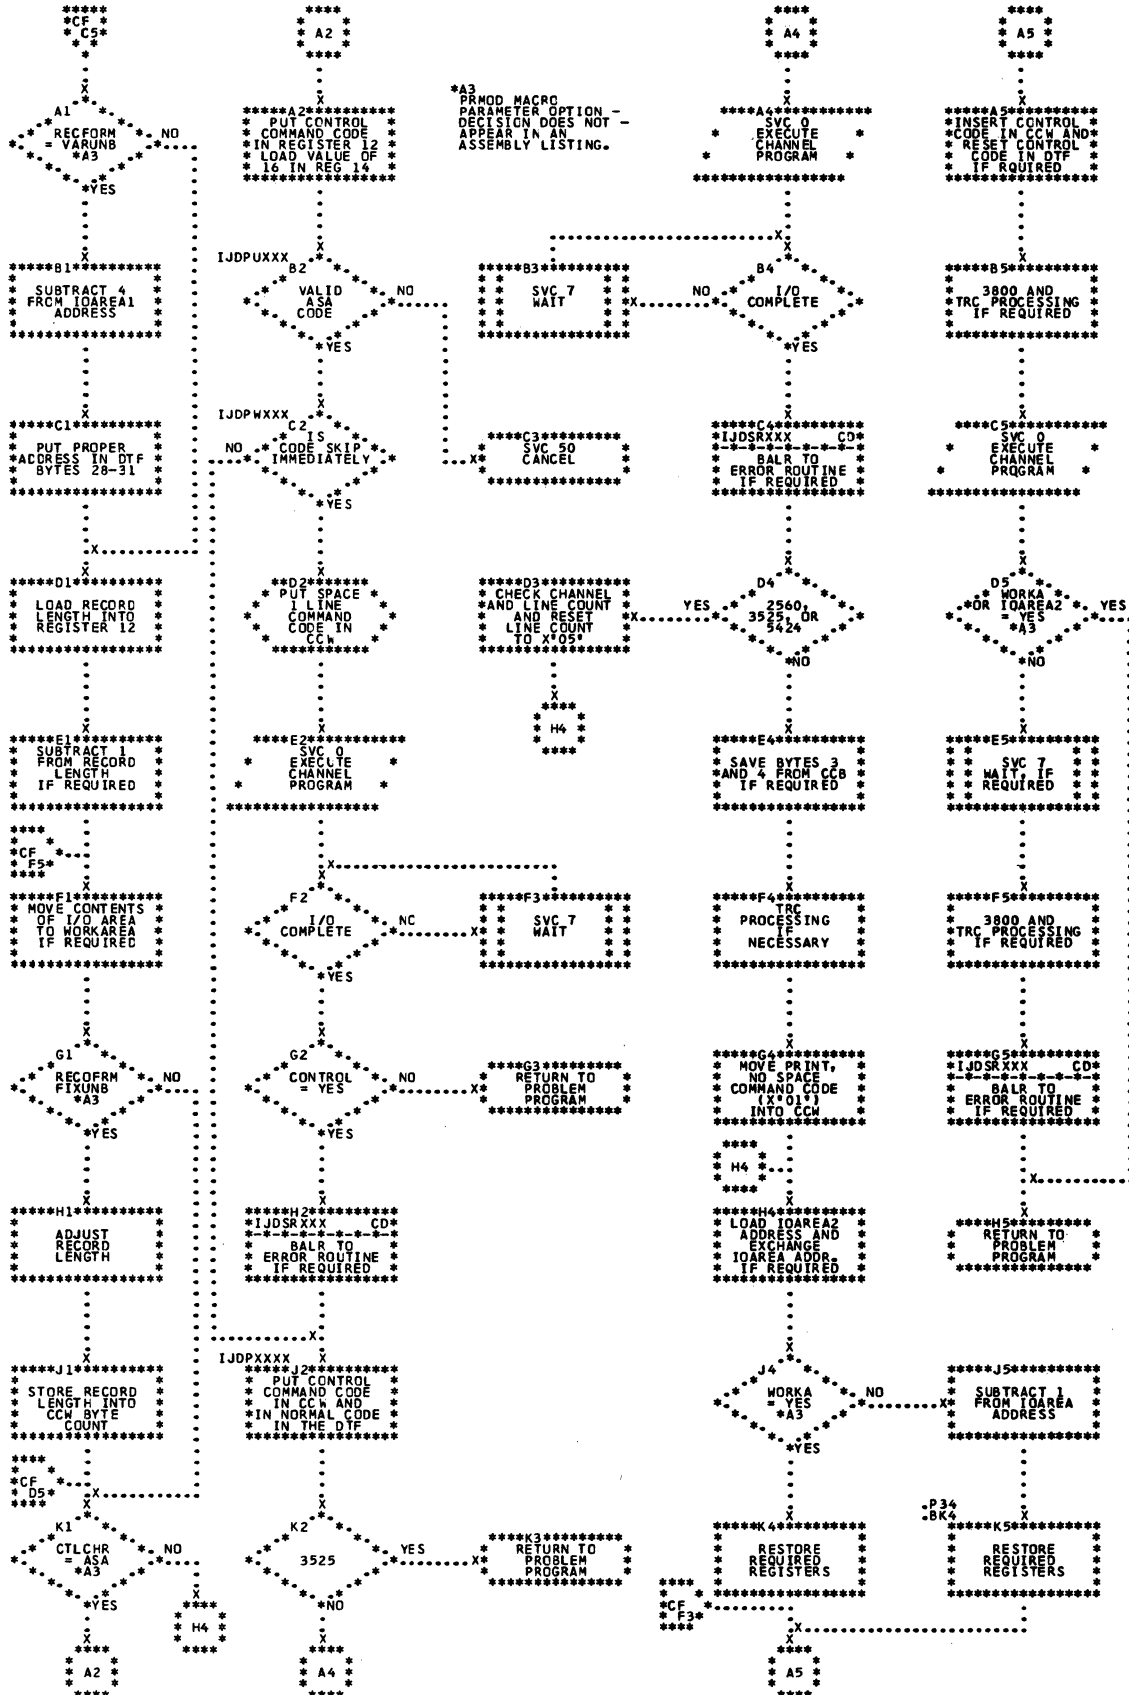 CF
C5
A2
A4
A5
*A3
PRMOD MACRO
PARAMETER OPTION –
DECISION DOES NOT –
APPEAR IN AN
ASSEMBLY LISTING.
A1
RECFORM
= VARUNB
*A3
NO
YES
B1
SUBTRACT 4
FROM IOAREA1
ADDRESS
C1
PUT PROPER
ADDRESS IN DTF
BYTES 28-31
D1
LOAD RECORD
LENGTH INTO
REGISTER 12
E1
SUBTRACT 1
FROM RECORD
LENGTH
IF REQUIRED
CF
F5
F1
MOVE CONTENTS
OF I/O AREA
TO WORKAREA
IF REQUIRED
G1
RECOFRM
FIXUNB
*A3
NO
YES
H1
ADJUST
RECORD
LENGTH
J1
STORE RECORD
LENGTH INTO
CCW BYTE
COUNT
CF
D5
K1
CTLCHR
= ASA
*A3
NO
YES
H4
A2
A2
PUT CONTROL
COMMAND CODE
IN REGISTER 12
LOAD VALUE OF
16 IN REG 14
IJDPUXXX
B2
VALID
ASA
CODE
NO
YES
IJDPWXXX
C2
IS
CODE SKIP
IMMEDIATELY
NO
YES
D2
PUT SPACE
1 LINE
COMMAND
CODE IN
CCW
E2
SVC 0
EXECUTE
CHANNEL
PROGRAM
F2
I/O
COMPLETE
NC
YES
G2
CONTROL
= YES
NO
YES
H2
IJDSRXXX CD
BALR TO
ERROR ROUTINE
IF REQUIRED
IJDPXXXX
J2
PUT CONTROL
COMMAND CODE
IN CCW AND
IN NORMAL CODE
IN THE DTF
K2
3525
YES
NO
A4
B3
SVC 7
WAIT
C3
SVC 50
CANCEL
D3
CHECK CHANNEL
AND LINE COUNT
AND RESET
LINE COUNT
TO X'05'
H4
F3
SVC 7
WAIT
G3
RETURN TO
PROBLEM
PROGRAM
K3
RETURN TO
PROBLEM
PROGRAM
A4
SVC 0
EXECUTE
CHANNEL
PROGRAM
B4
I/O
COMPLETE
NO
YES
C4
IJDSRXXX CD
BALR TO
ERROR ROUTINE
IF REQUIRED
D4
2560,
3525, OR
5424
YES
NO
E4
SAVE BYTES 3
AND 4 FROM CCB
IF REQUIRED
F4
TRC
PROCESSING
IF
NECESSARY
G4
MOVE PRINT,
NO SPACE
COMMAND CODE
(X'01')
INTO CCW
H4
H4
LOAD IOAREA2
ADDRESS AND
EXCHANGE
IOAREA ADDR.
IF REQUIRED
J4
WORKA
= YES
*A3
NO
YES
K4
RESTORE
REQUIRED
REGISTERS
CF
F3
A5
A5
INSERT CONTROL
CODE IN CCW AND
RESET CONTROL
CODE IN DTF
IF RQUIRED
B5
3800 AND
TRC PROCESSING
IF REQUIRED
C5
SVC 0
EXECUTE
CHANNEL
PROGRAM
D5
WORKA
OR IOAREA2
= YES
*A3
YES
NO
E5
SVC 7
WAIT, IF
REQUIRED
F5
3800 AND
TRC PROCESSING
IF REQUIRED
G5
IJDSRXXX CD
BALR TO
ERROR ROUTINE
IF REQUIRED
H5
RETURN TO
PROBLEM
PROGRAM
J5
SUBTRACT 1
FROM IOAREA
ADDRESS
.P34
.BK4
K5
RESTORE
REQUIRED
REGISTERS